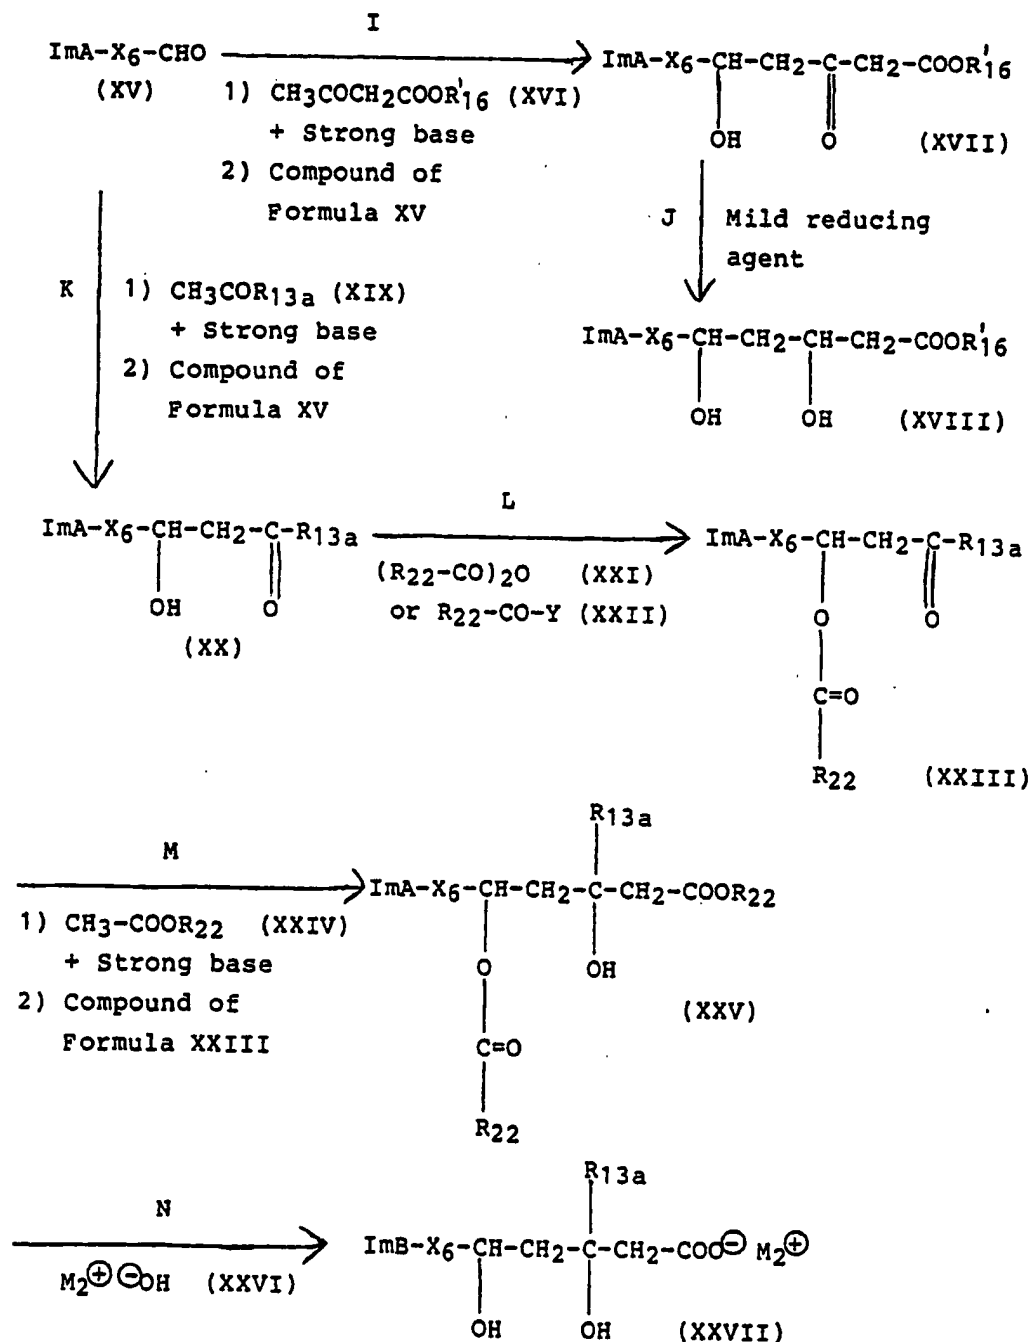 I
ImA-X6-CHO
(XV)
1) CH3COCH2COOR'16 (XVI)
+ Strong base
2) Compound of
Formula XV
ImA-X6-CH-CH2-C-CH2-COOR'16
OH O (XVII)
J Mild reducing
agent
K 1) CH3COR13a (XIX)
+ Strong base
2) Compound of
Formula XV
ImA-X6-CH-CH2-CH-CH2-COOR'16
OH OH (XVIII)
ImA-X6-CH-CH2-C-R13a
OH O
(XX)
L
(R22-CO)2O (XXI)
or R22-CO-Y (XXII)
ImA-X6-CH-CH2-C-R13a
O O
C=O
R22 (XXIII)
M
1) CH3-COOR22 (XXIV)
+ Strong base
2) Compound of
Formula XXIII
R13a
ImA-X6-CH-CH2-C-CH2-COOR22
O OH
(XXV)
C=O
R22
N
M2⊕ ⊖OH (XXVI)
R13a
ImB-X6-CH-CH2-C-CH2-COO⊖ M2⊕
OH OH (XXVII)